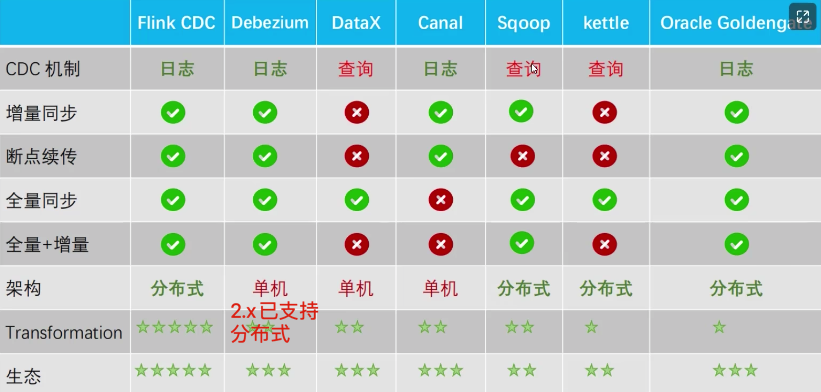 Flink CDC Debezium DataX Canal Sqoop kettle Oracle Goldengate
CDC 机制 日志 日志 查询 日志 查询 查询 日志
增量同步
断点续传
全量同步
全量+增量
架构 分布式 单机 单机 单机 分布式 分布式 分布式
2.x已支持
分布式
Transformation
生态